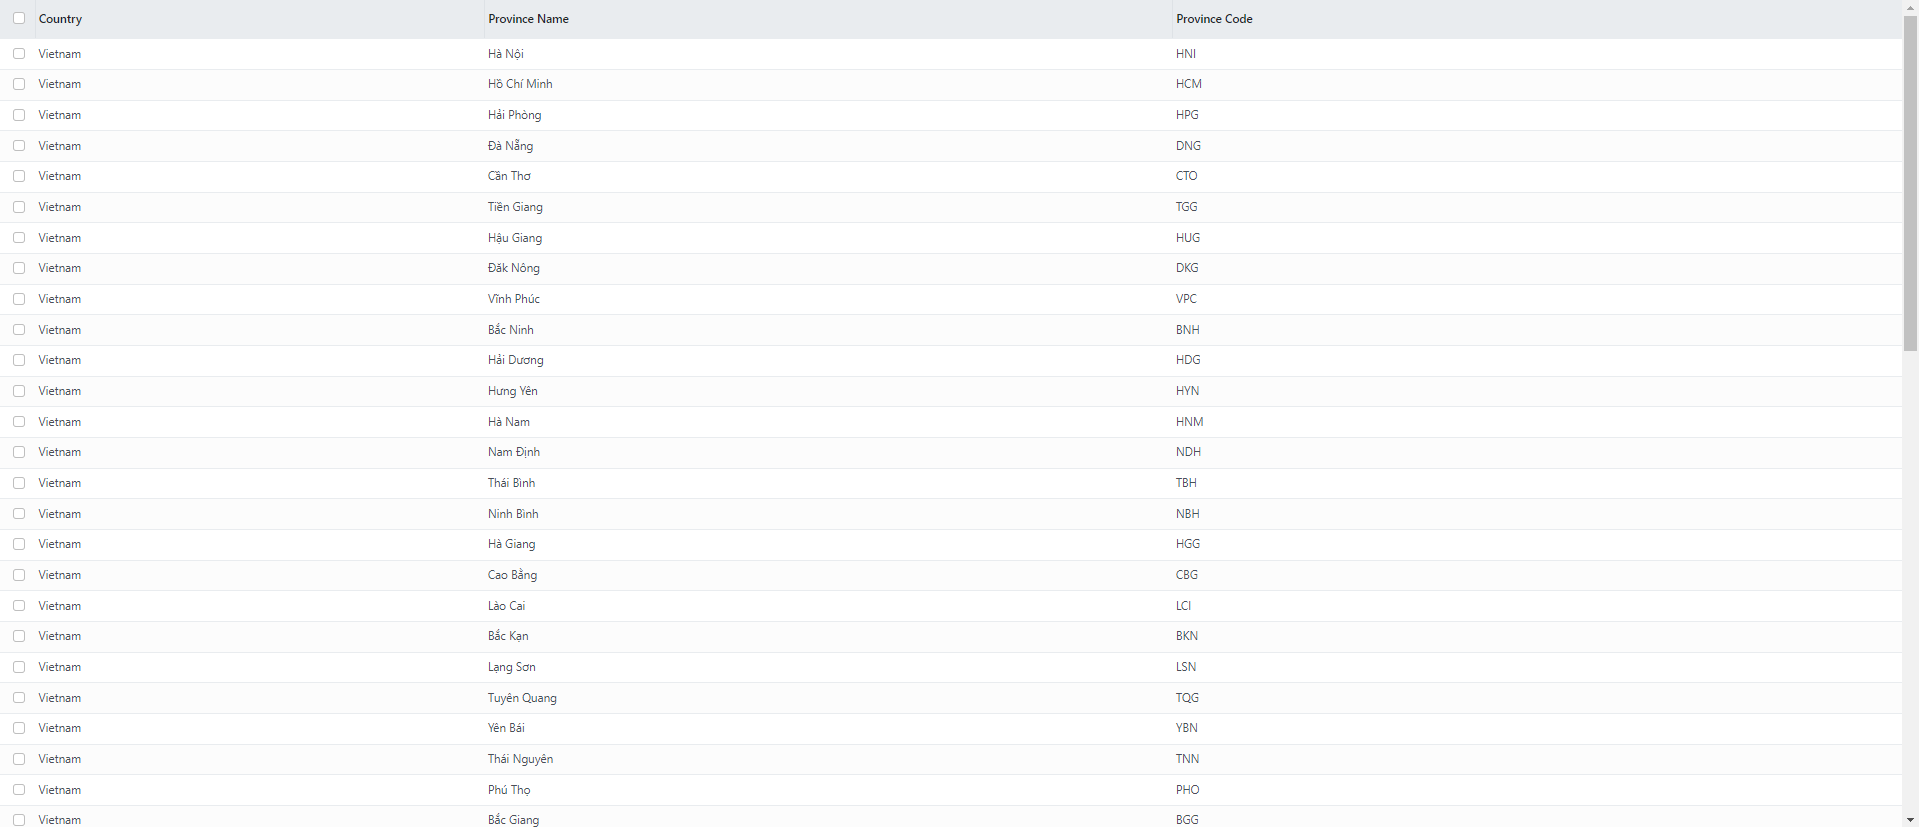 Country Province Name Province Code
Vietnam Hà Nội HNI
Vietnam Hồ Chí Minh HCM
Vietnam Hải Phòng HPG
Vietnam Đà Nẵng DNG
Vietnam Cần Thơ CTO
Vietnam Tiền Giang TGG
Vietnam Hậu Giang HUG
Vietnam Đăk Nông DKG
Vietnam Vĩnh Phúc VPC
Vietnam Bắc Ninh BNH
Vietnam Hải Dương HDG
Vietnam Hưng Yên HYN
Vietnam Hà Nam HNM
Vietnam Nam Định NDH
Vietnam Thái Bình TBH
Vietnam Ninh Bình NBH
Vietnam Hà Giang HGG
Vietnam Cao Bằng CBG
Vietnam Lào Cai LCI
Vietnam Bắc Kạn BKN
Vietnam Lạng Sơn LSN
Vietnam Tuyên Quang TQG
Vietnam Yên Bái YBN
Vietnam Thái Nguyên TNN
Vietnam Phú Thọ PHO
Vietnam Bắc Giang BGG